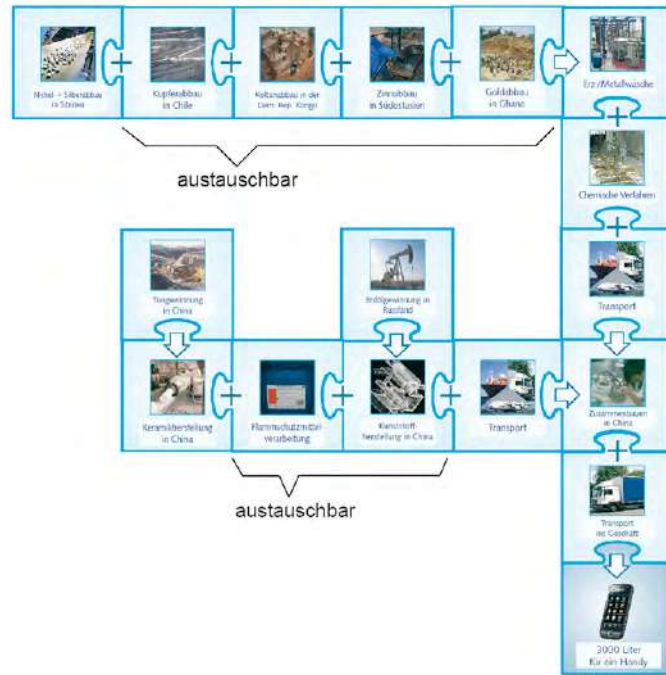 Nickel- + Silberabbau
in Sibirien
Kupferabbau
in Chile
Koltanabbau in der
Dem. Rep. Kongo
Zinnabbau
in Südostasien
Goldabbau
in Ghana
Erz-/Metallwäsche
austauschbar
Chemische Verfahren
Tongewinnung
in China
Erdölgewinnung in
Russland
Transport
Keramikherstellung
in China
Flammschutzmittel-
verarbeitung
Kunststoff-
herstellung in China
Transport
Zusammenbauen
in China
austauschbar
Transport
ins Geschäft
3000 Liter
für ein Handy